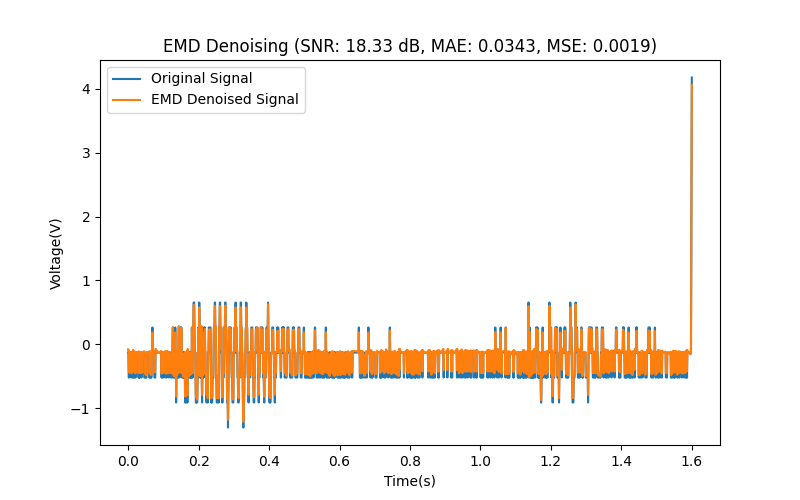 EMD Denoising (SNR: 18.33 dB, MAE: 0.0343, MSE: 0.0019)
Original Signal
EMD Denoised Signal
Voltage(V)
4
3
2
1
0
−1
0.0 0.2 0.4 0.6 0.8 1.0 1.2 1.4 1.6
Time(s)